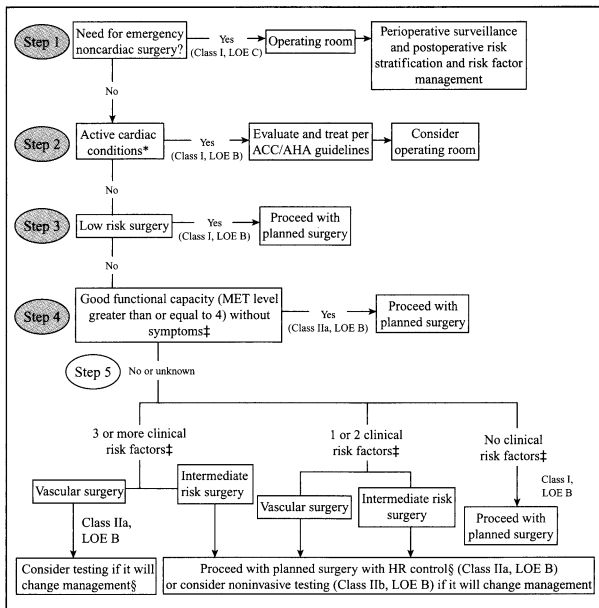 Step 1
Need for emergency
noncardiac surgery?
Yes
(Class I, LOE C)
Operating room
Perioperative surveillance
and postoperative risk
stratification and risk factor
management
No
Step 2
Active cardiac
conditions*
Yes
(Class I, LOE B)
Evaluate and treat per
ACC/AHA guidelines
Consider
operating room
No
Step 3
Low risk surgery
Yes
(Class I, LOE B)
Proceed with
planned surgery
No
Step 4
Good functional capacity (MET level
greater than or equal to 4) without
symptoms‡
Yes
(Class IIa, LOE B)
Proceed with
planned surgery
Step 5
No or unknown
3 or more clinical
risk factors‡
1 or 2 clinical
risk factors‡
No clinical
risk factors‡
Vascular surgery
Intermediate
risk surgery
Vascular surgery
Intermediate risk
surgery
Class I,
LOE B
Proceed with
planned surgery
Class IIa,
LOE B
Consider testing if it will
change management§
Proceed with planned surgery with HR control§ (Class IIa, LOE B)
or consider noninvasive testing (Class IIb, LOE B) if it will change management